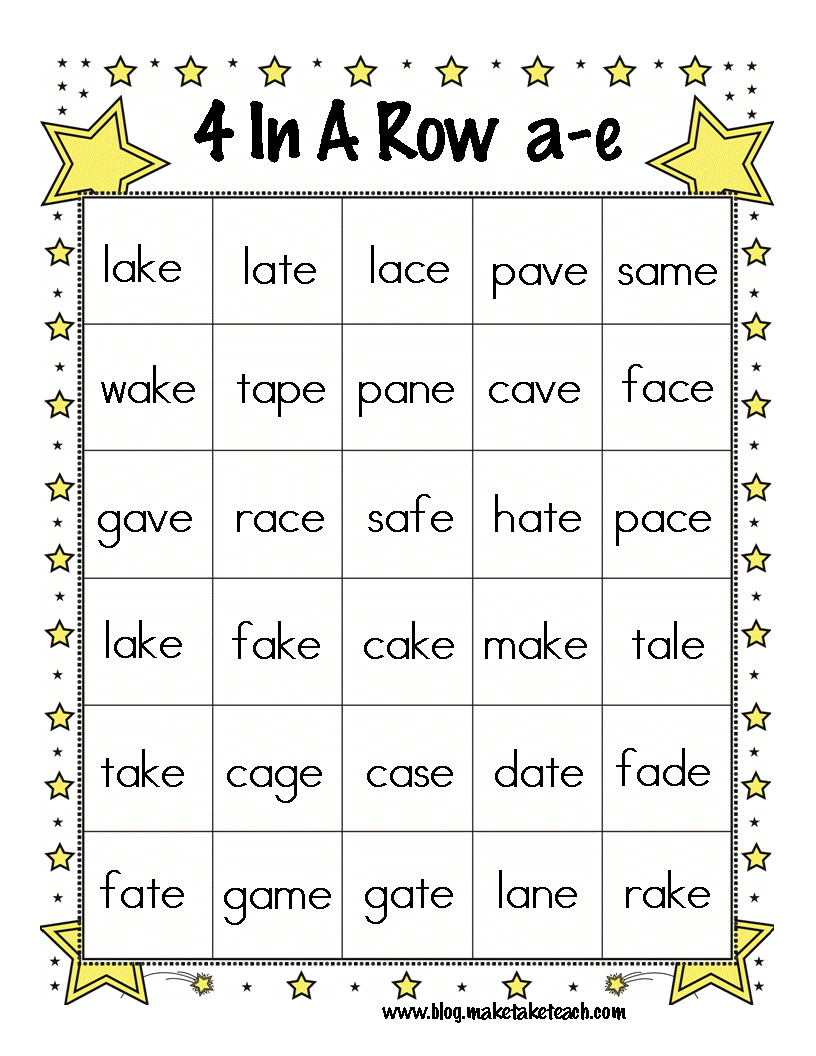 4 In A Row a-e
lake late lace pave same
wake tape pane cave face
gave race safe hate pace
lake fake cake make tale
take cage case date fade
fate game gate lane rake
www.blog.maketaketeach.com